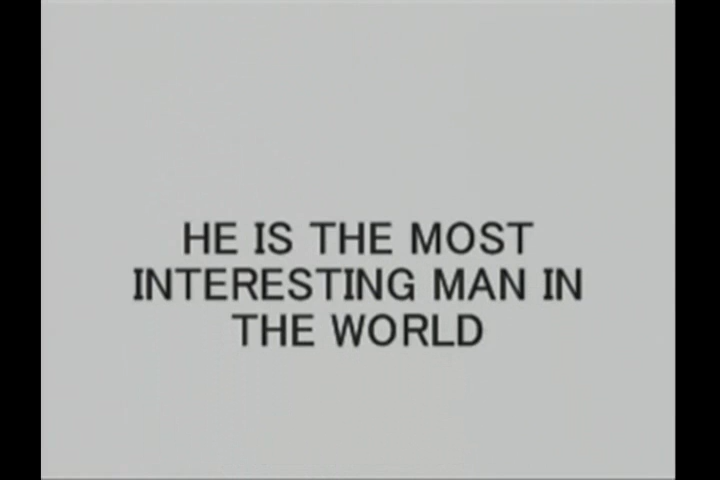 HE IS THE MOST
INTERESTING MAN IN
THE WORLD